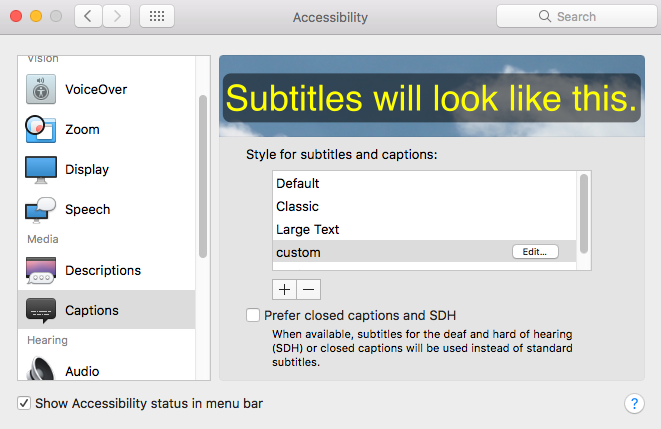 Accessibility
Search
Vision
VoiceOver
Zoom
Display
Speech
Media
Descriptions
Captions
Hearing
Audio
Subtitles will look like this.
Style for subtitles and captions:
Default
Classic
Large Text
custom
Edit...
Prefer closed captions and SDH
When available, subtitles for the deaf and hard of hearing
(SDH) or closed captions will be used instead of standard
subtitles.
Show Accessibility status in menu bar
?